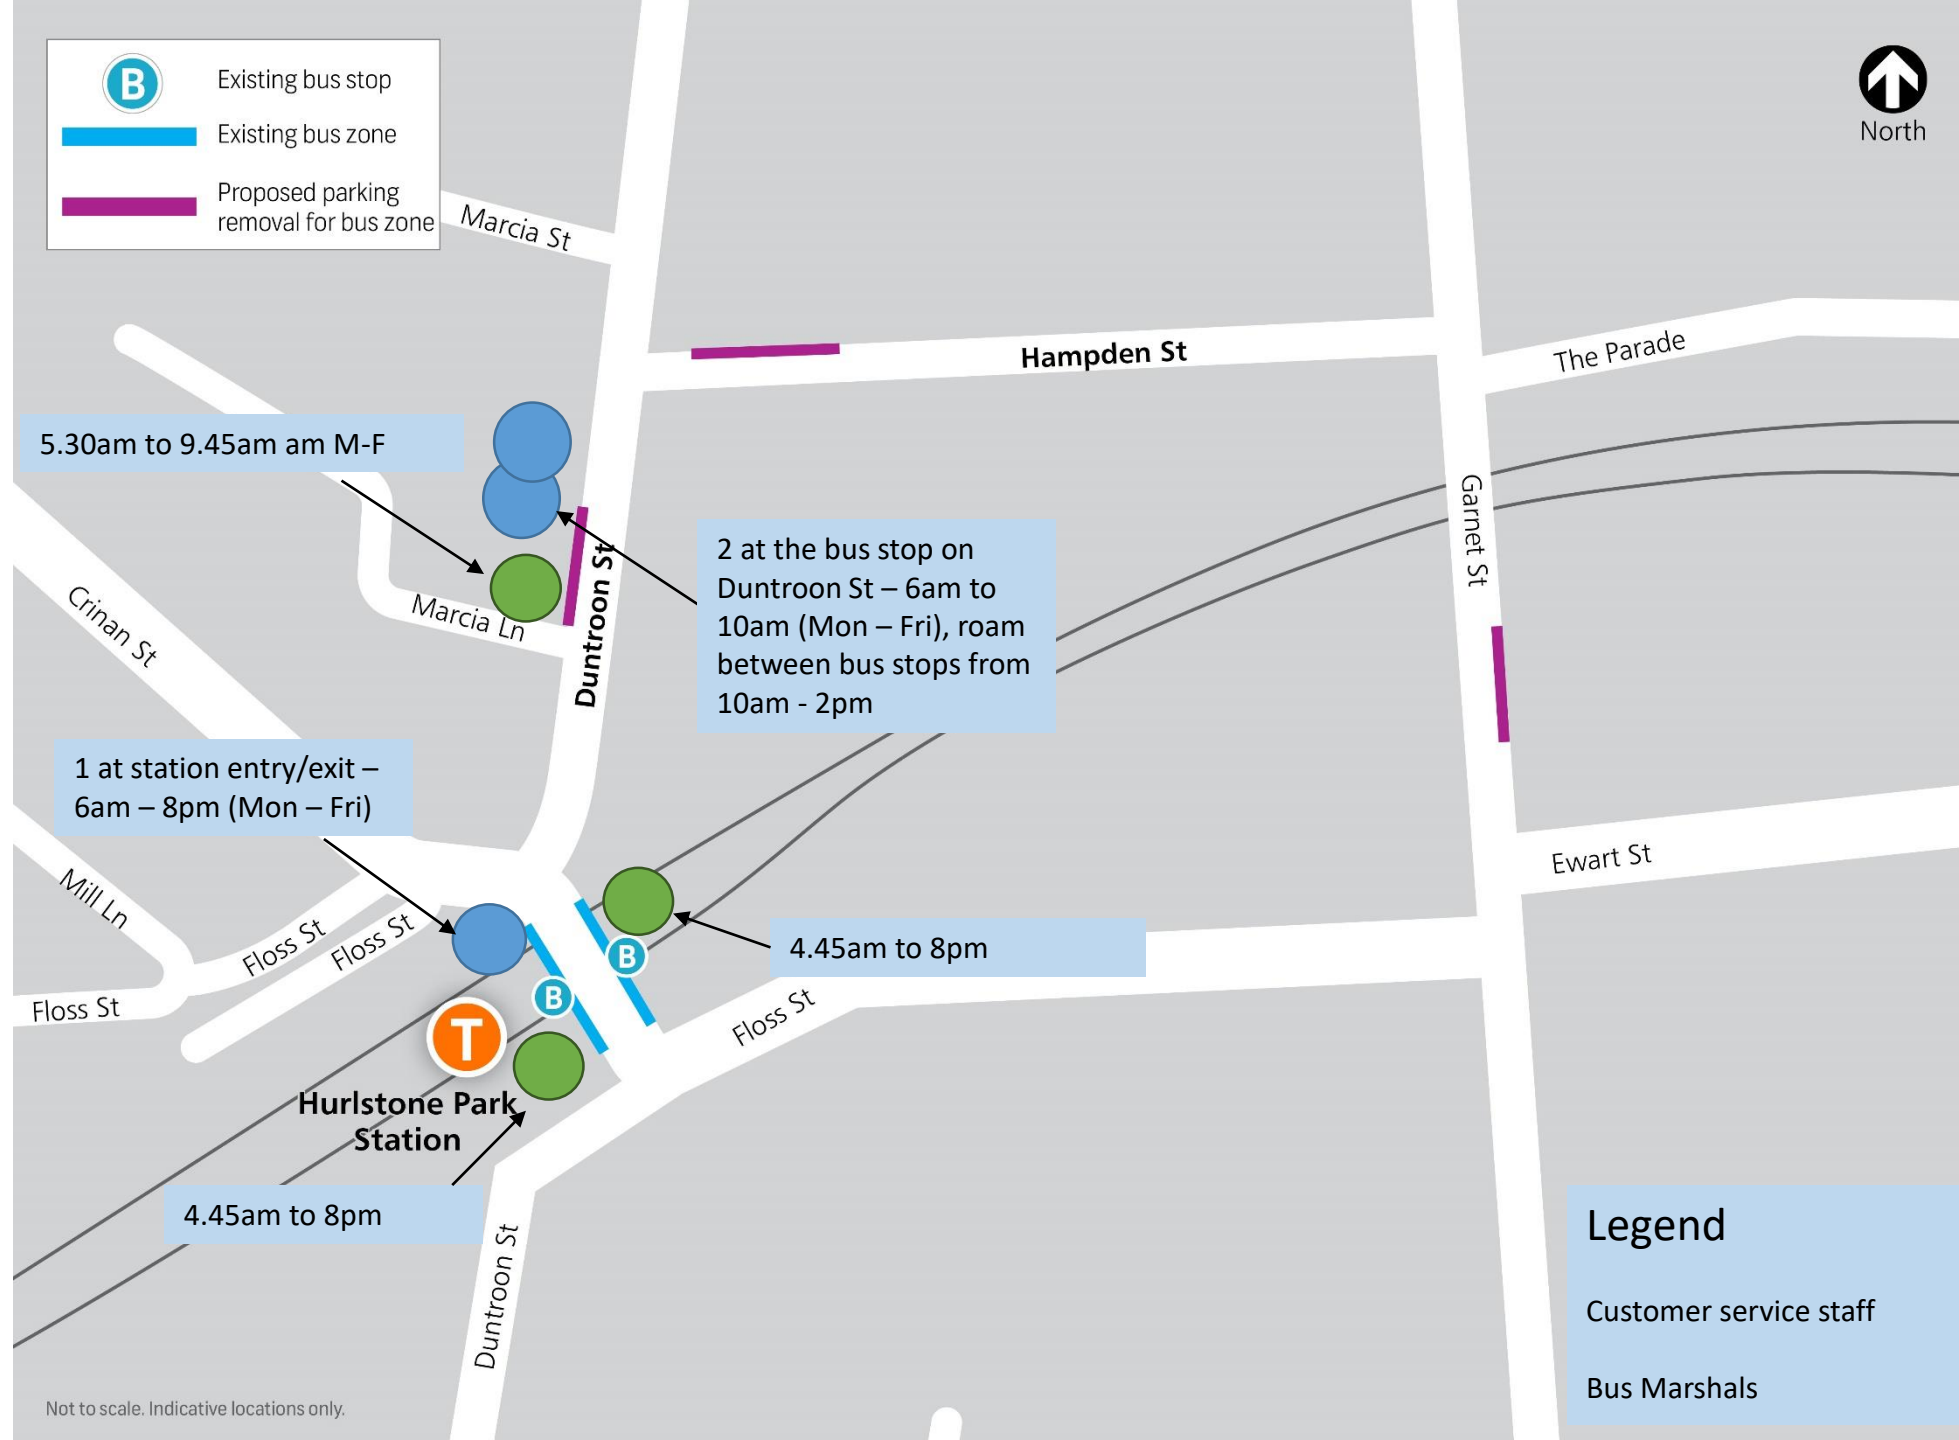 B
Existing bus stop
Existing bus zone
Proposed parking
removal for bus zone
North
Marcia St
Hampden St
The Parade
5.30am to 9.45am am M-F
Garnet St
2 at the bus stop on
Duntroon St – 6am to
10am (Mon – Fri), roam
between bus stops from
10am - 2pm
Duntroon St
Marcia Ln
Crinan St
1 at station entry/exit –
6am – 8pm (Mon – Fri)
Ewart St
Mill Ln
Floss St
Floss St
Floss St
4.45am to 8pm
B
B
Floss St
T
Hurlstone Park
Station
4.45am to 8pm
Duntroon St
Legend
Customer service staff
Bus Marshals
Not to scale. Indicative locations only.